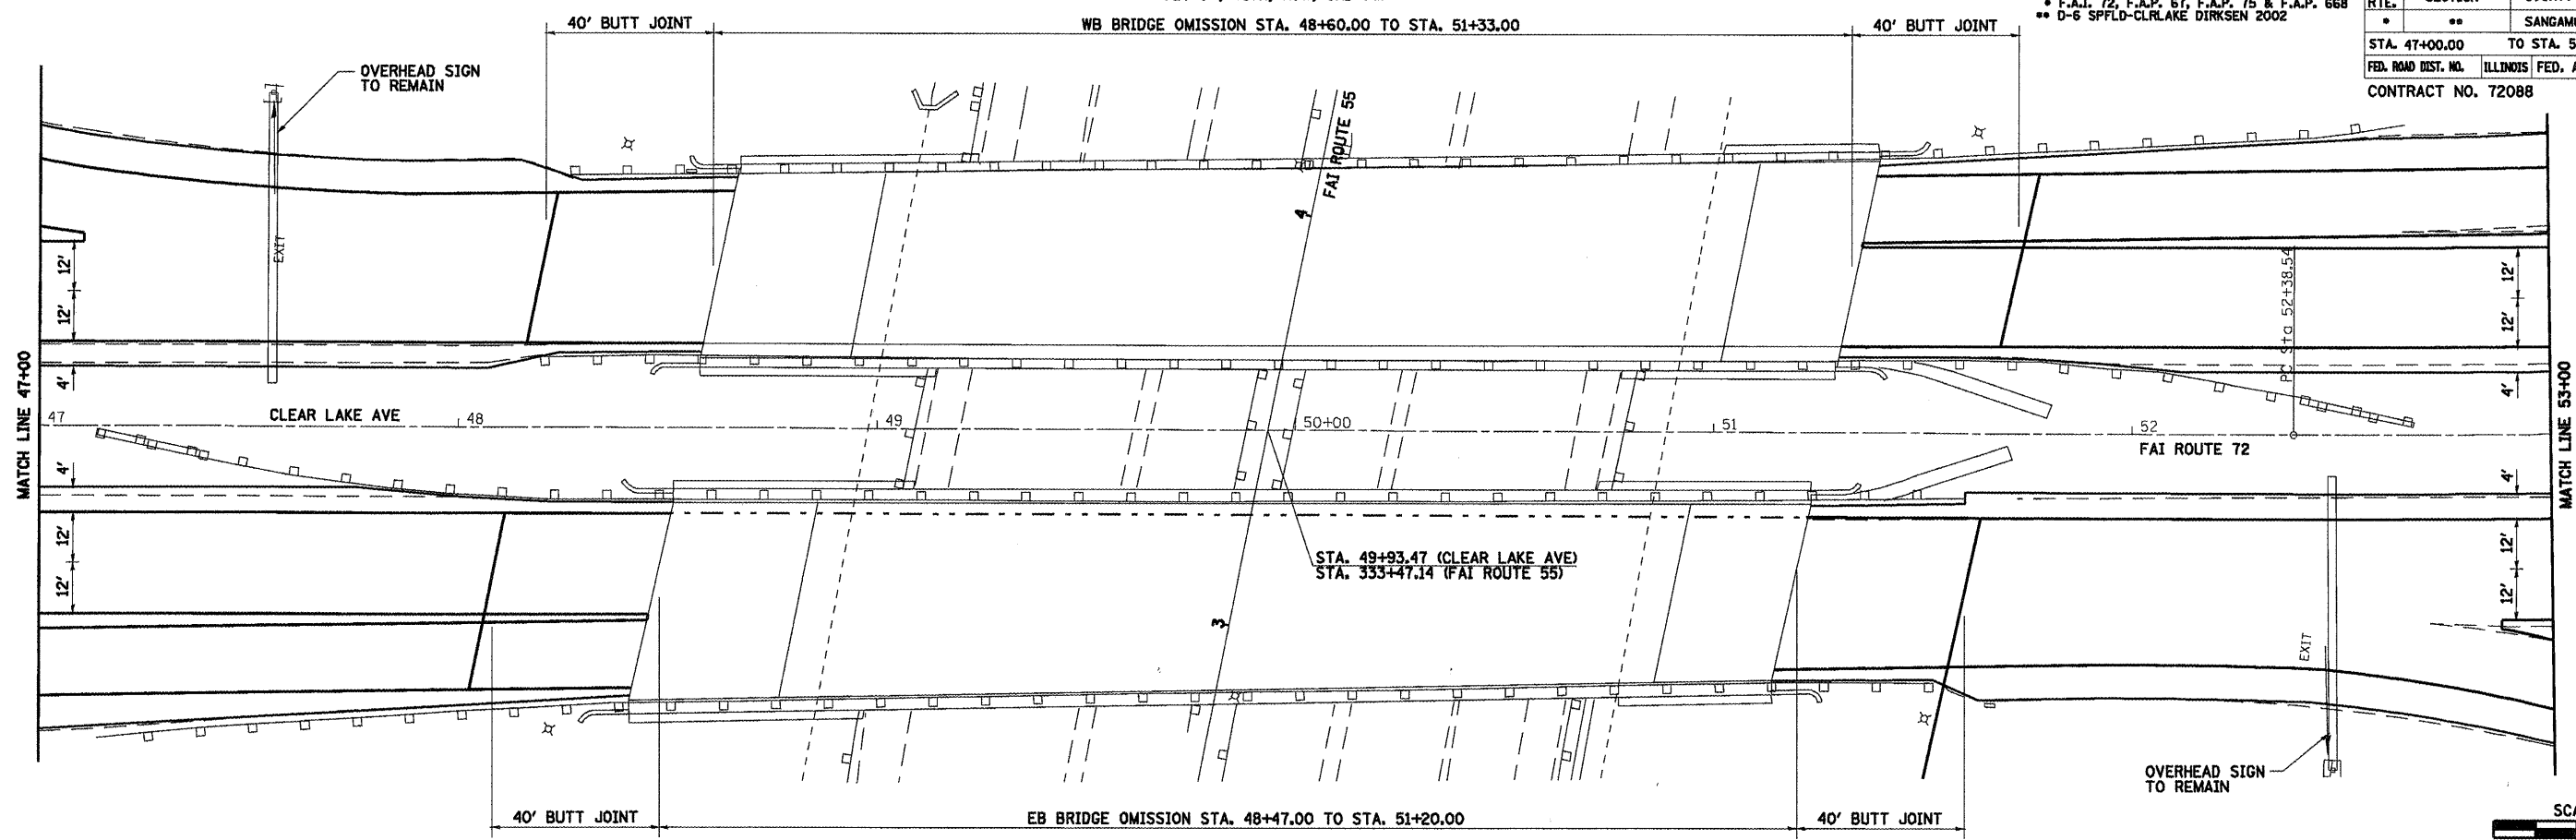 * F.A.I. 72, F.A.P. 67, F.A.P. 75 & F.A.P. 668
** D-6 SPFLD-CLRLAKE DIRKSEN 2002
RTE.
* **
STA. 47+00.00 TO STA.
FED. ROAD DIST. NO. ILLINOIS FED.
CONTRACT NO. 72088
40' BUTT JOINT
WB BRIDGE OMISSION STA. 48+60.00 TO STA. 51+33.00
40' BUTT JOINT
OVERHEAD SIGN
TO REMAIN
EXIT
FAI ROUTE 55
4
12'
12'
4'
MATCH LINE 47+00
47
CLEAR LAKE AVE
48
49
50+00
51
52
FAI ROUTE 72
PC Sta 52+38.54
12'
12'
4'
MATCH LINE 53+00
4'
12'
12'
STA. 49+93.47 (CLEAR LAKE AVE)
STA. 333+47.14 (FAI ROUTE 55)
3
4'
12'
12'
EXIT
OVERHEAD SIGN
TO REMAIN
40' BUTT JOINT
EB BRIDGE OMISSION STA. 48+47.00 TO STA. 51+20.00
40' BUTT JOINT